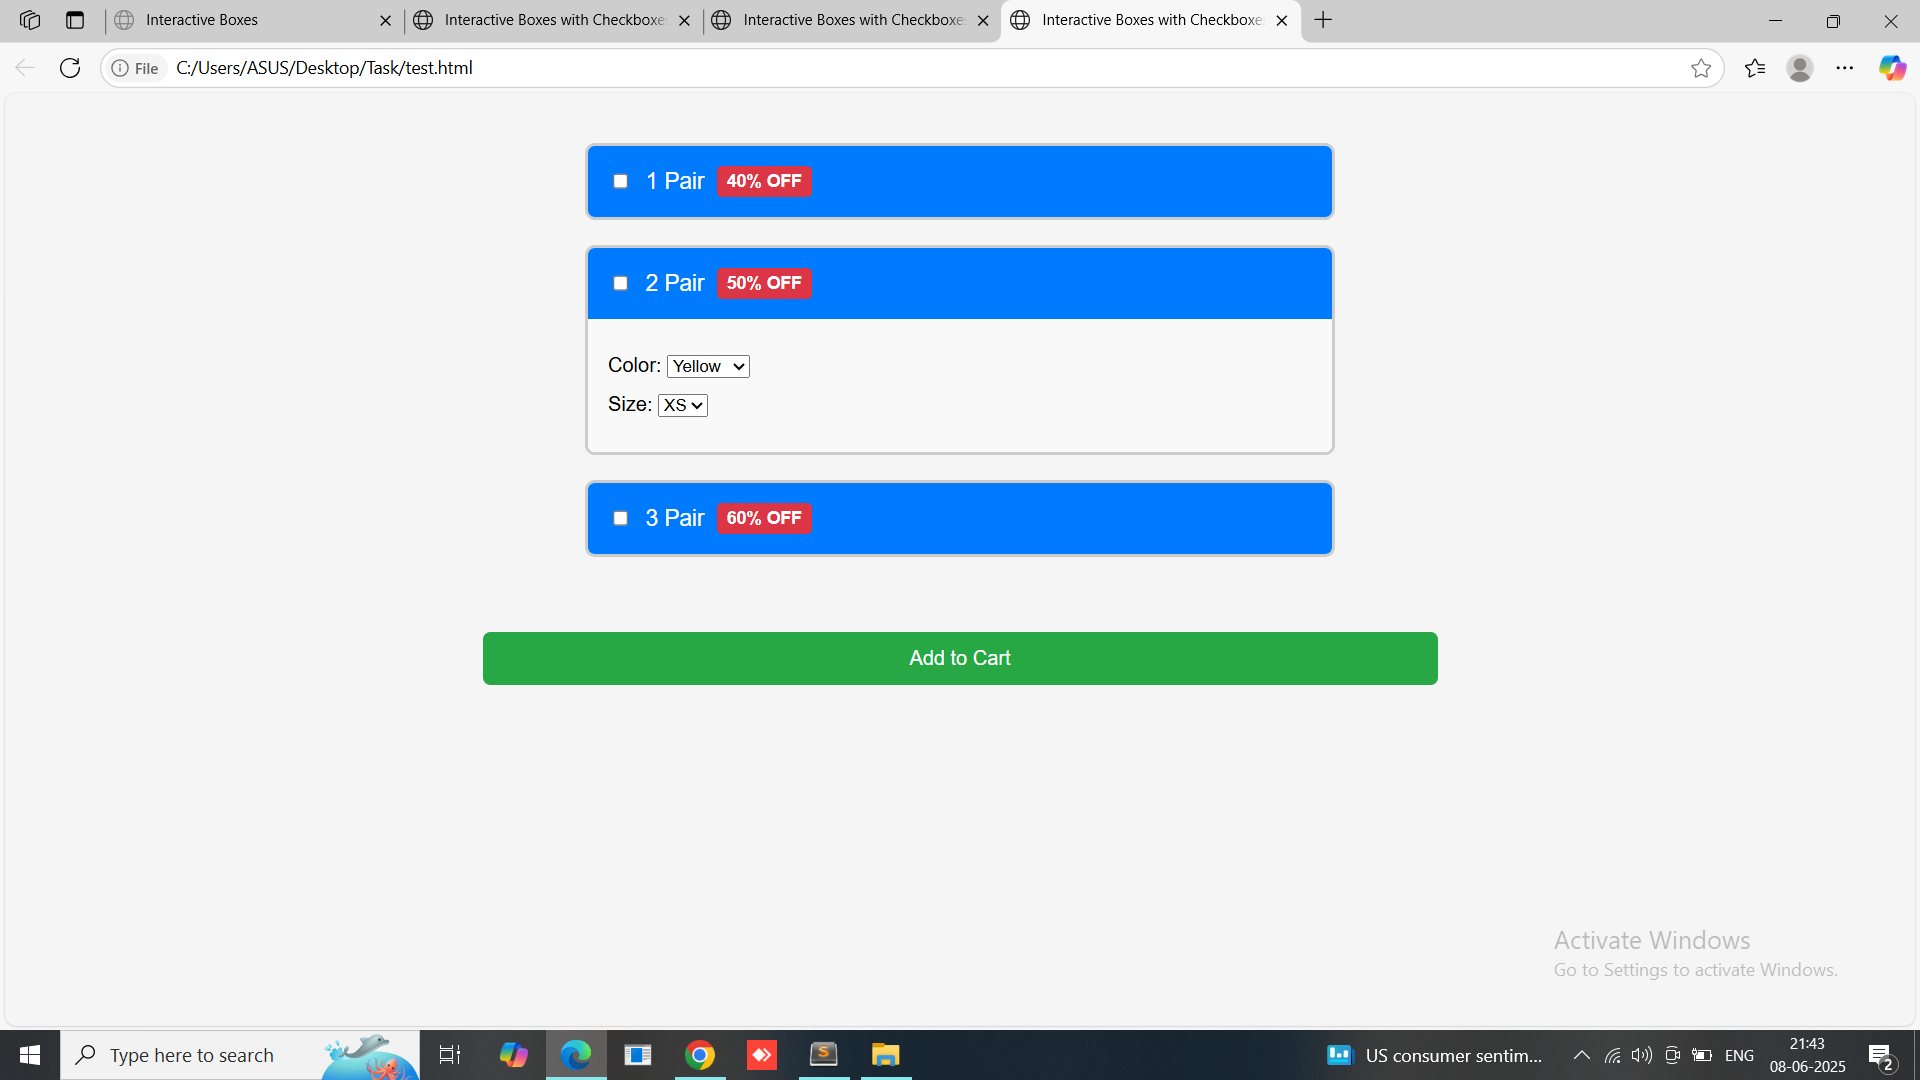 Interactive Boxes
Interactive Boxes with Checkboxe
Interactive Boxes with Checkboxe
Interactive Boxes with Checkboxe
File C:/Users/ASUS/Desktop/Task/test.html
1 Pair 40% OFF
2 Pair 50% OFF
Color: Yellow
Size: XS
3 Pair 60% OFF
Add to Cart
Activate Windows
Go to Settings to activate Windows.
Type here to search
US consumer sentim...
ENG
21:43
08-06-2025
2